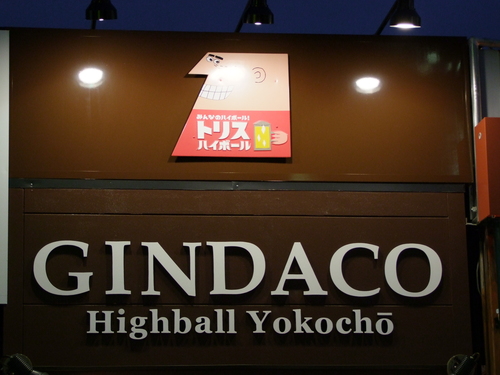 みんなのハイボール!
トリス
ハイボール
GINDACO
Highball Yokochō